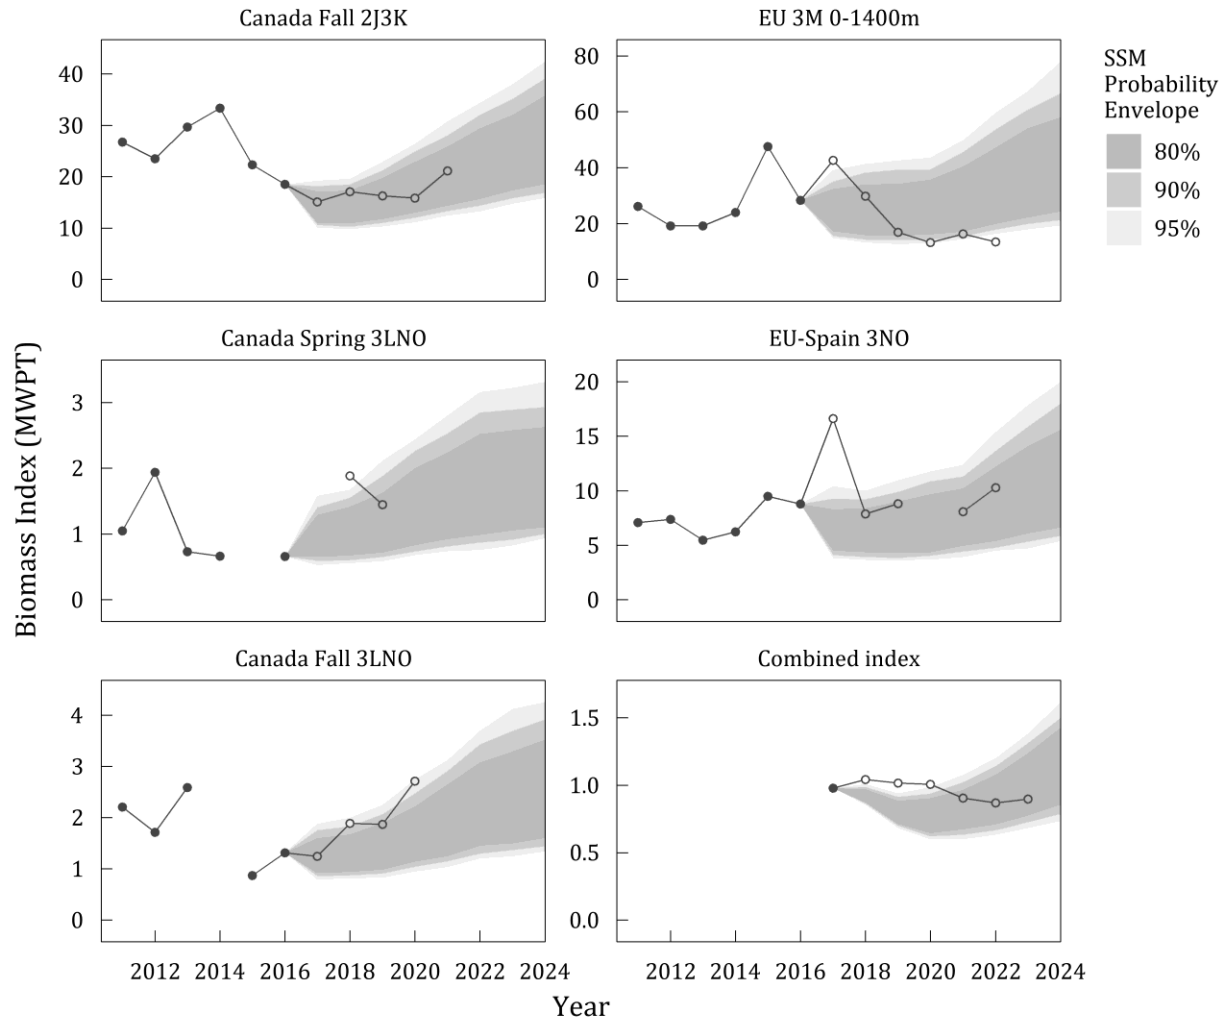 Canada Fall 2J3K
40
30
20
10
0
EU 3M 0-1400m
80
60
40
20
0
SSM
Probability
Envelope
80%
90%
95%
Biomass Index (MWPT)
Canada Spring 3LNO
3
2
1
0
EU-Spain 3NO
20
15
10
5
0
Canada Fall 3LNO
4
3
2
1
0
2012 2014 2016 2018 2020 2022 2024
Combined index
1.5
1.0
0.5
0.0
2012 2014 2016 2018 2020 2022 2024
Year